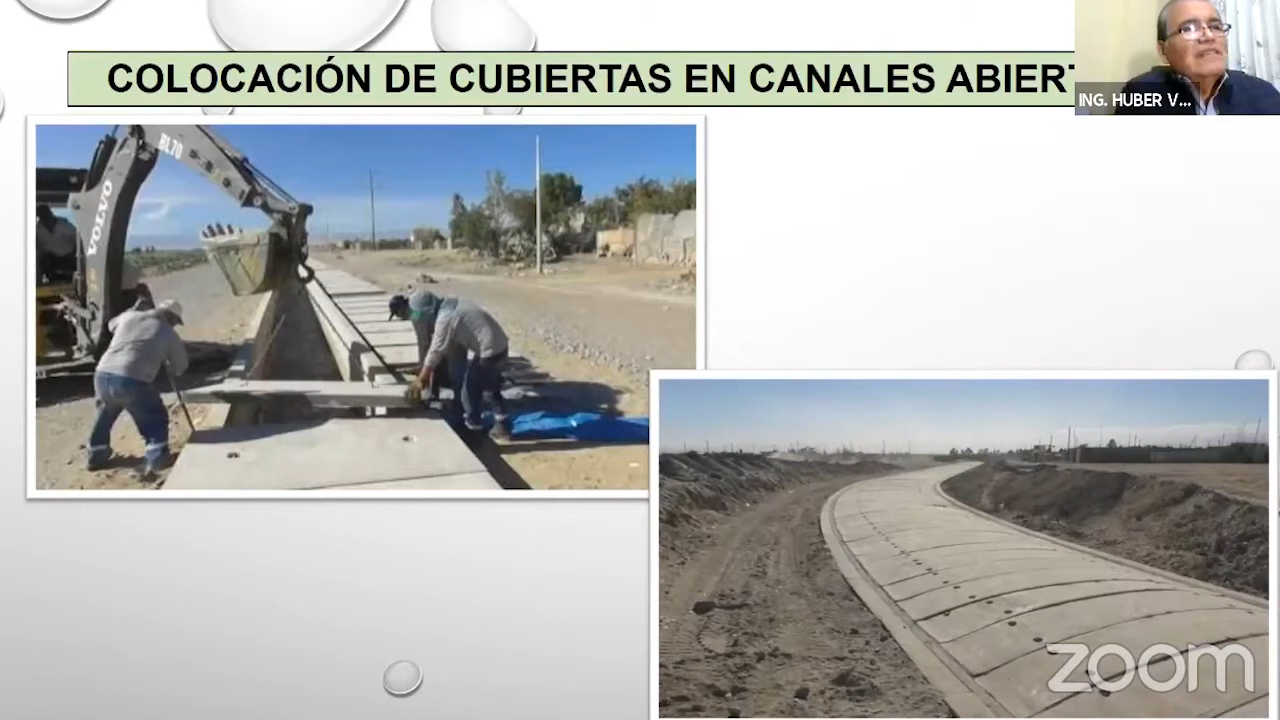 COLOCACIÓN DE CUBIERTAS EN CANALES ABIERT
ING. HUBER V...
BL70
VOLVO
zoom